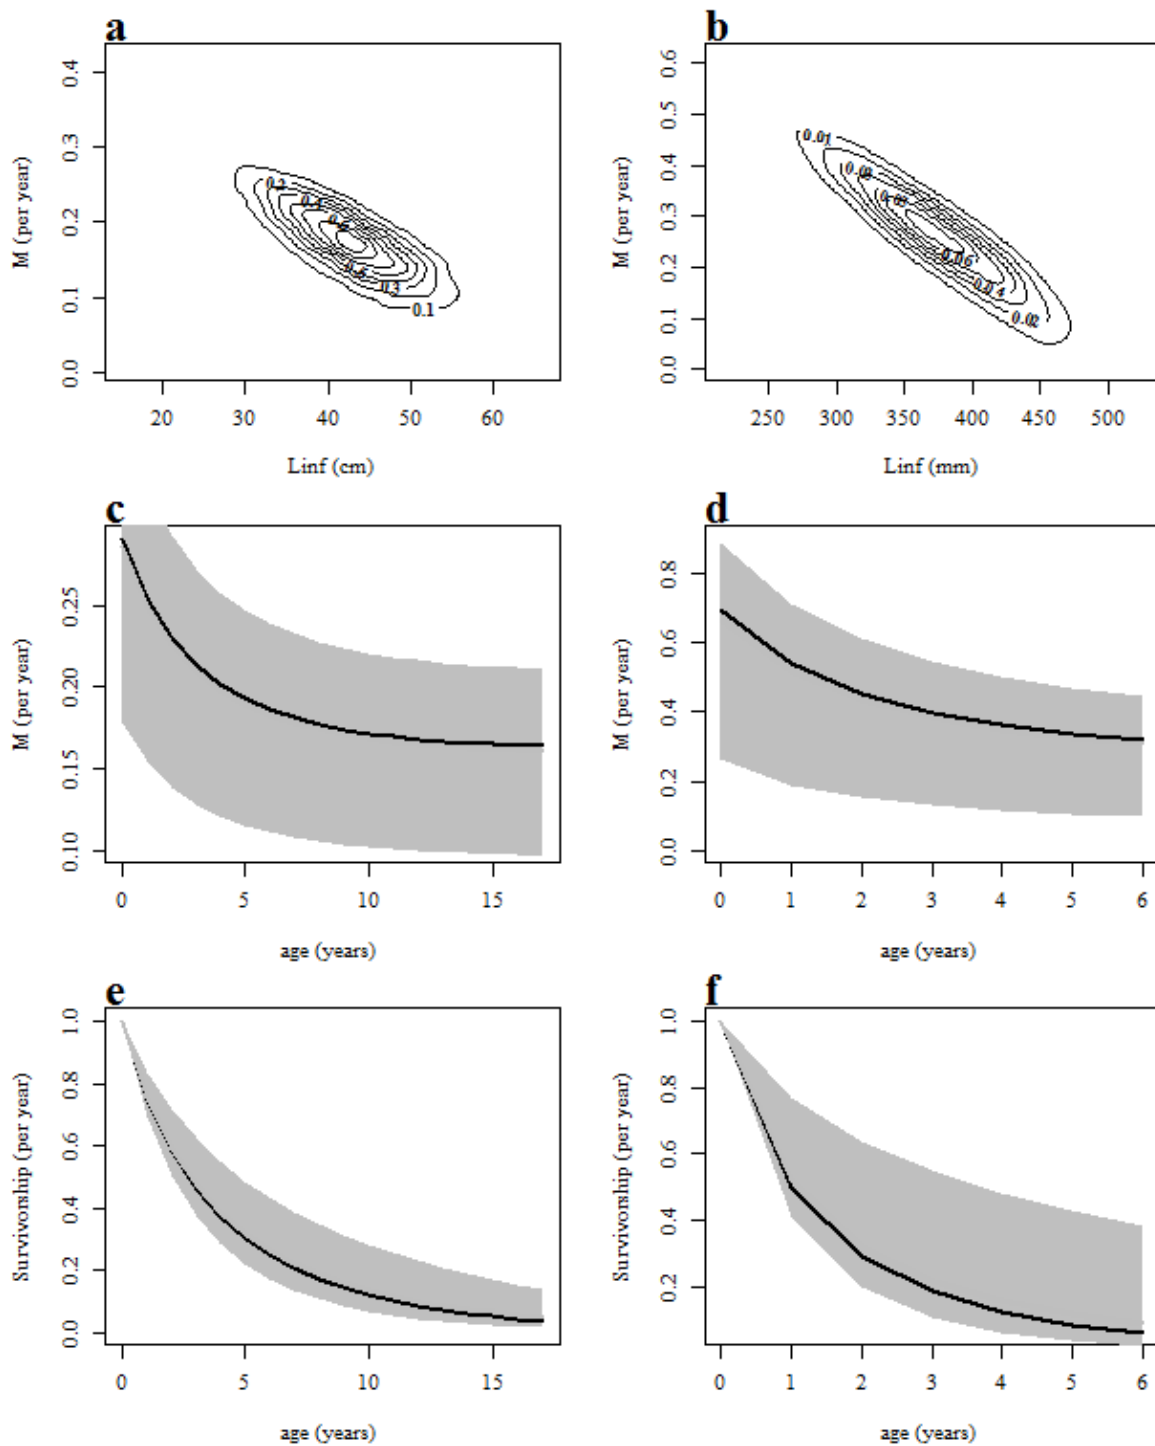 a
b
M (per year)
0.0 0.1 0.2 0.3 0.4
0.1
0.3
20 30 40 50 60
Linf (cm)
M (per year)
0.0 0.1 0.2 0.3 0.4 0.5 0.6
0.01
0.06
0.04
0.02
250 300 350 400 450 500
Linf (mm)
c
d
M (per year)
0.10 0.15 0.20 0.25
0 5 10 15
age (years)
M (per year)
0.0 0.2 0.4 0.6 0.8
0 1 2 3 4 5 6
age (years)
e
f
Survivorship (per year)
0.0 0.2 0.4 0.6 0.8 1.0
0 5 10 15
age (years)
Survivorship (per year)
0.2 0.4 0.6 0.8 1.0
0 1 2 3 4 5 6
age (years)